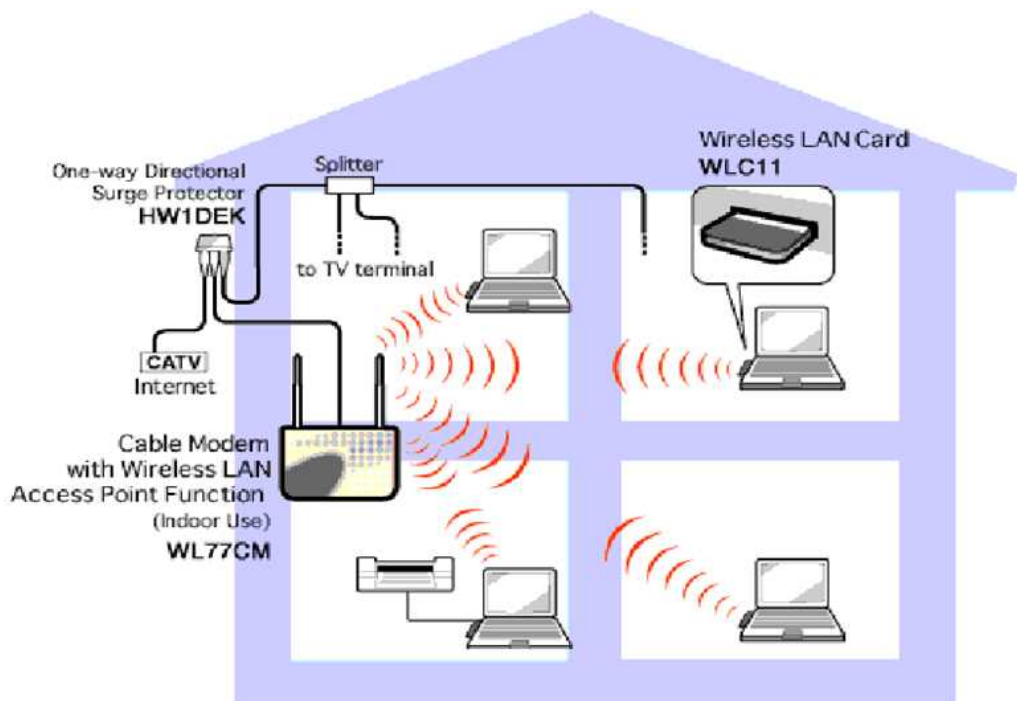 Wireless LAN Card
WLC11
One-way Directional
Surge Protector
HW1DEK
Splitter
to TV terminal
CATV
Internet
Cable Modem
with Wireless LAN
Access Point Function
(Indoor Use)
WL77CM